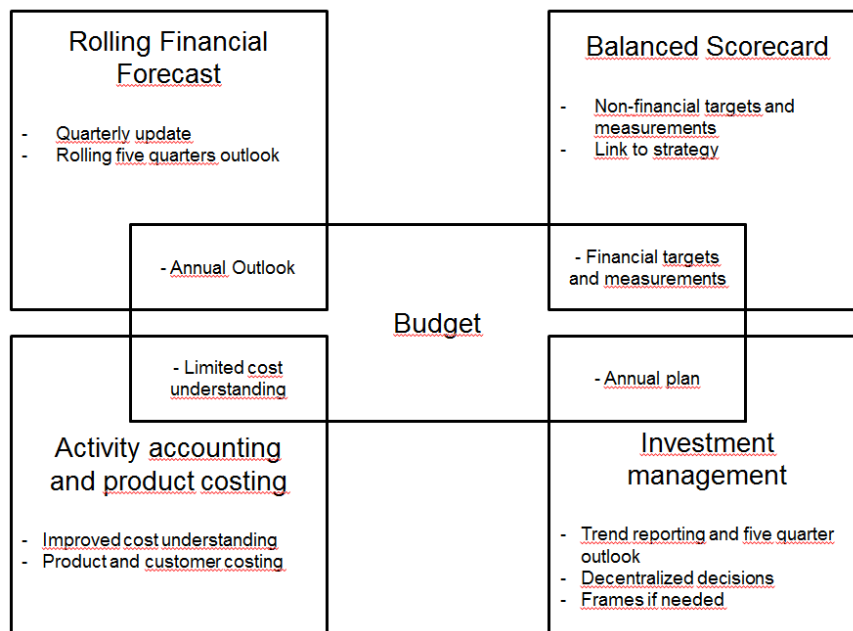 Rolling Financial
Forecast
- Quarterly update
- Rolling five quarters outlook
- Annual Outlook
Balanced Scorecard
- Non-financial targets and
measurements
- Link to strategy
- Financial targets
and measurements
Budget
- Limited cost
understanding
Activity accounting
and product costing
- Improved cost understanding
- Product and customer costing
- Annual plan
Investment
management
- Trend reporting and five quarter
outlook
- Decentralized decisions
- Frames if needed